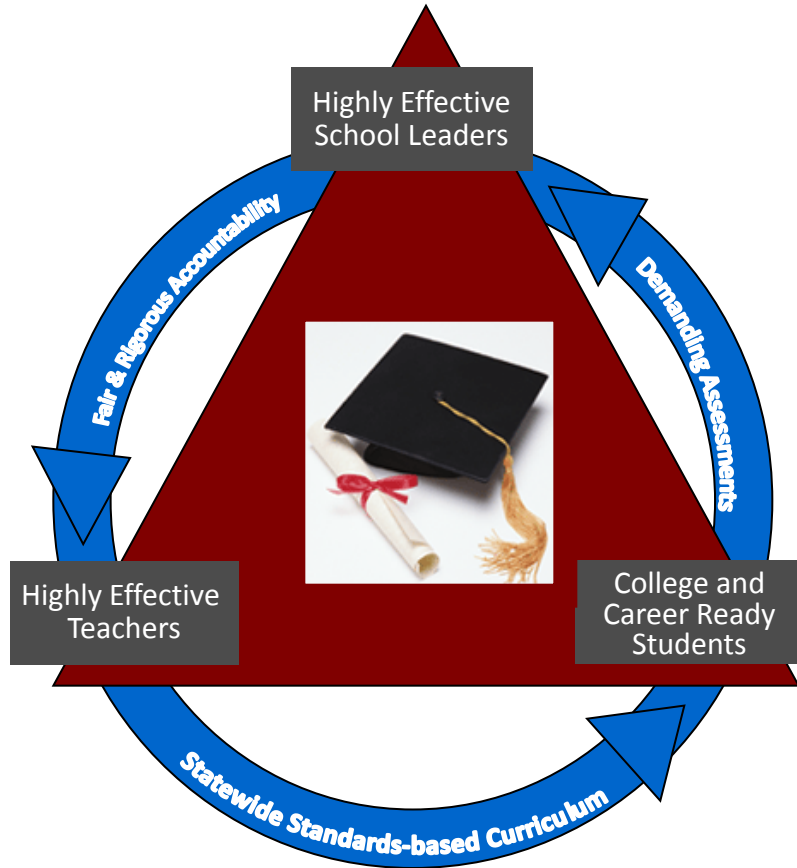 Highly Effective
School Leaders
Fair & Rigorous Accountability
Demanding Assessments
Highly Effective
Teachers
College and
Career Ready
Students
Statewide Standards-based Curriculum